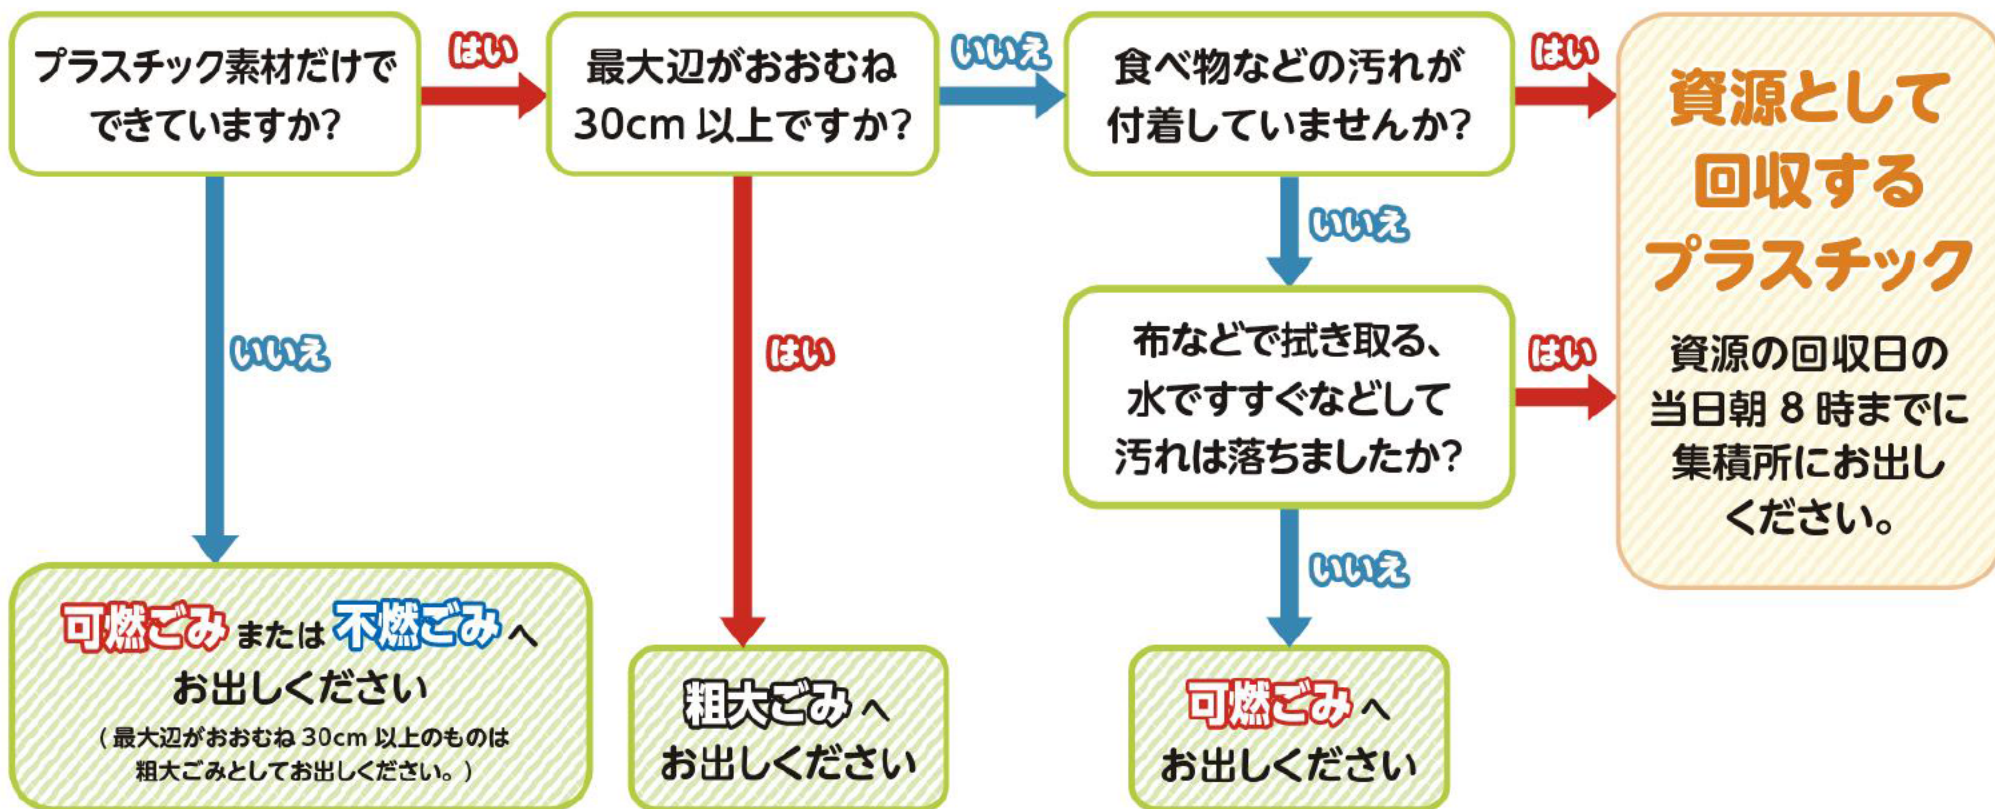 プラスチック素材だけで
できていますか?
はい
最大辺がおおむね
30cm 以上ですか?
いいえ
食べ物などの汚れが
付着していませんか?
はい
資源として
回収する
プラスチック
資源の回収日の
当日朝 8 時までに
集積所にお出し
ください。
いいえ
布などで拭き取る、
水ですすぐなどして
汚れは落ちましたか?
はい
いいえ
はい
いいえ
可燃ごみ または 不燃ごみ へ
お出しください
( 最大辺がおおむね 30cm 以上のものは
粗大ごみとしてお出しください。)
粗大ごみ へ
お出しください
可燃ごみ へ
お出しください